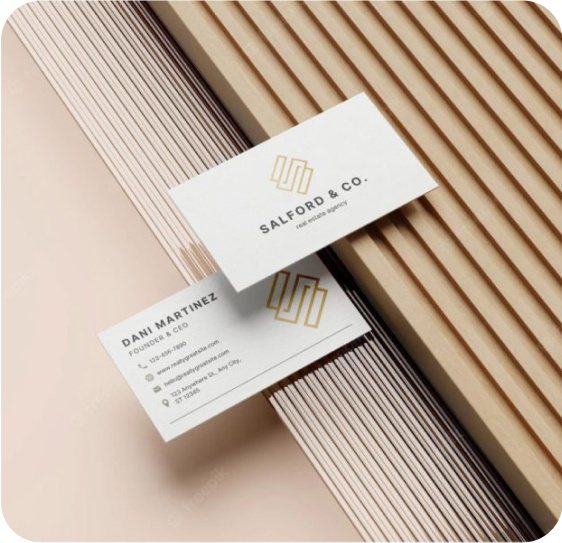 SALFORD & CO.
real estate agency
DANI MARTINEZ
FOUNDER & CEO
123-456-7890
www.reallygreatsite.com
hello@reallygreatsite.com
123 Anywhere St., Any City,
ST 12345
freepik